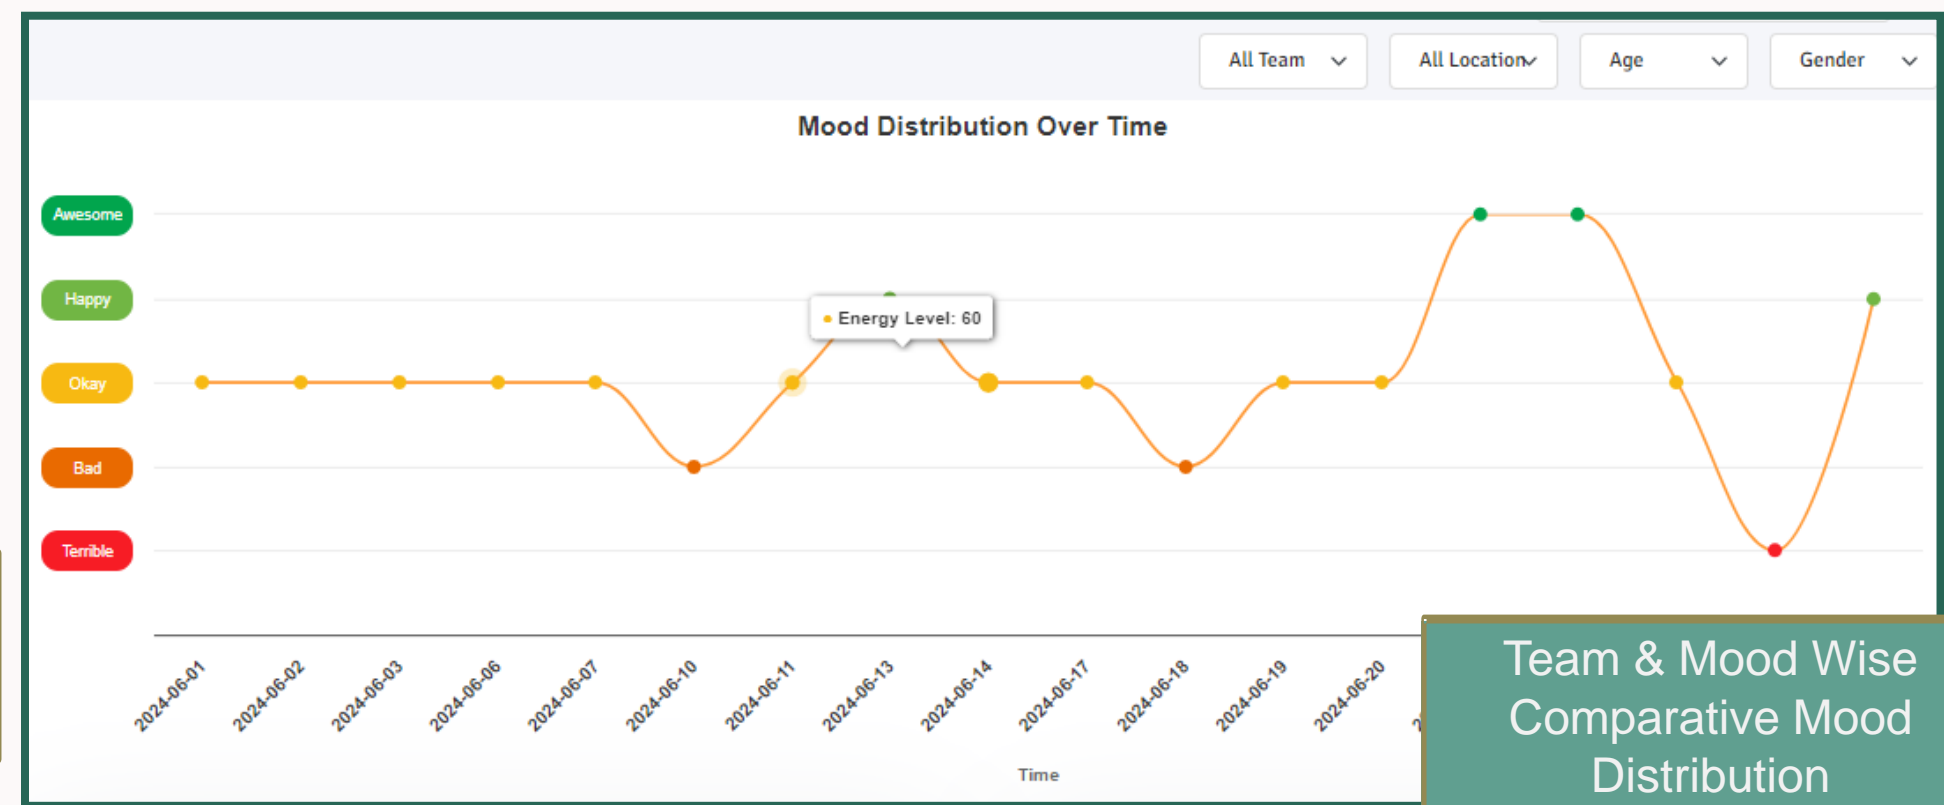 All Team
All Location
Age
Gender
Mood Distribution Over Time
Awesome
Happy
Okay
Bad
Terrible
Energy Level: 60
2024-06-01
2024-06-02
2024-06-03
2024-06-06
2024-06-07
2024-06-10
2024-06-11
2024-06-13
2024-06-14
2024-06-17
2024-06-18
2024-06-19
2024-06-20
Time
Team & Mood Wise
Comparative Mood
Distribution